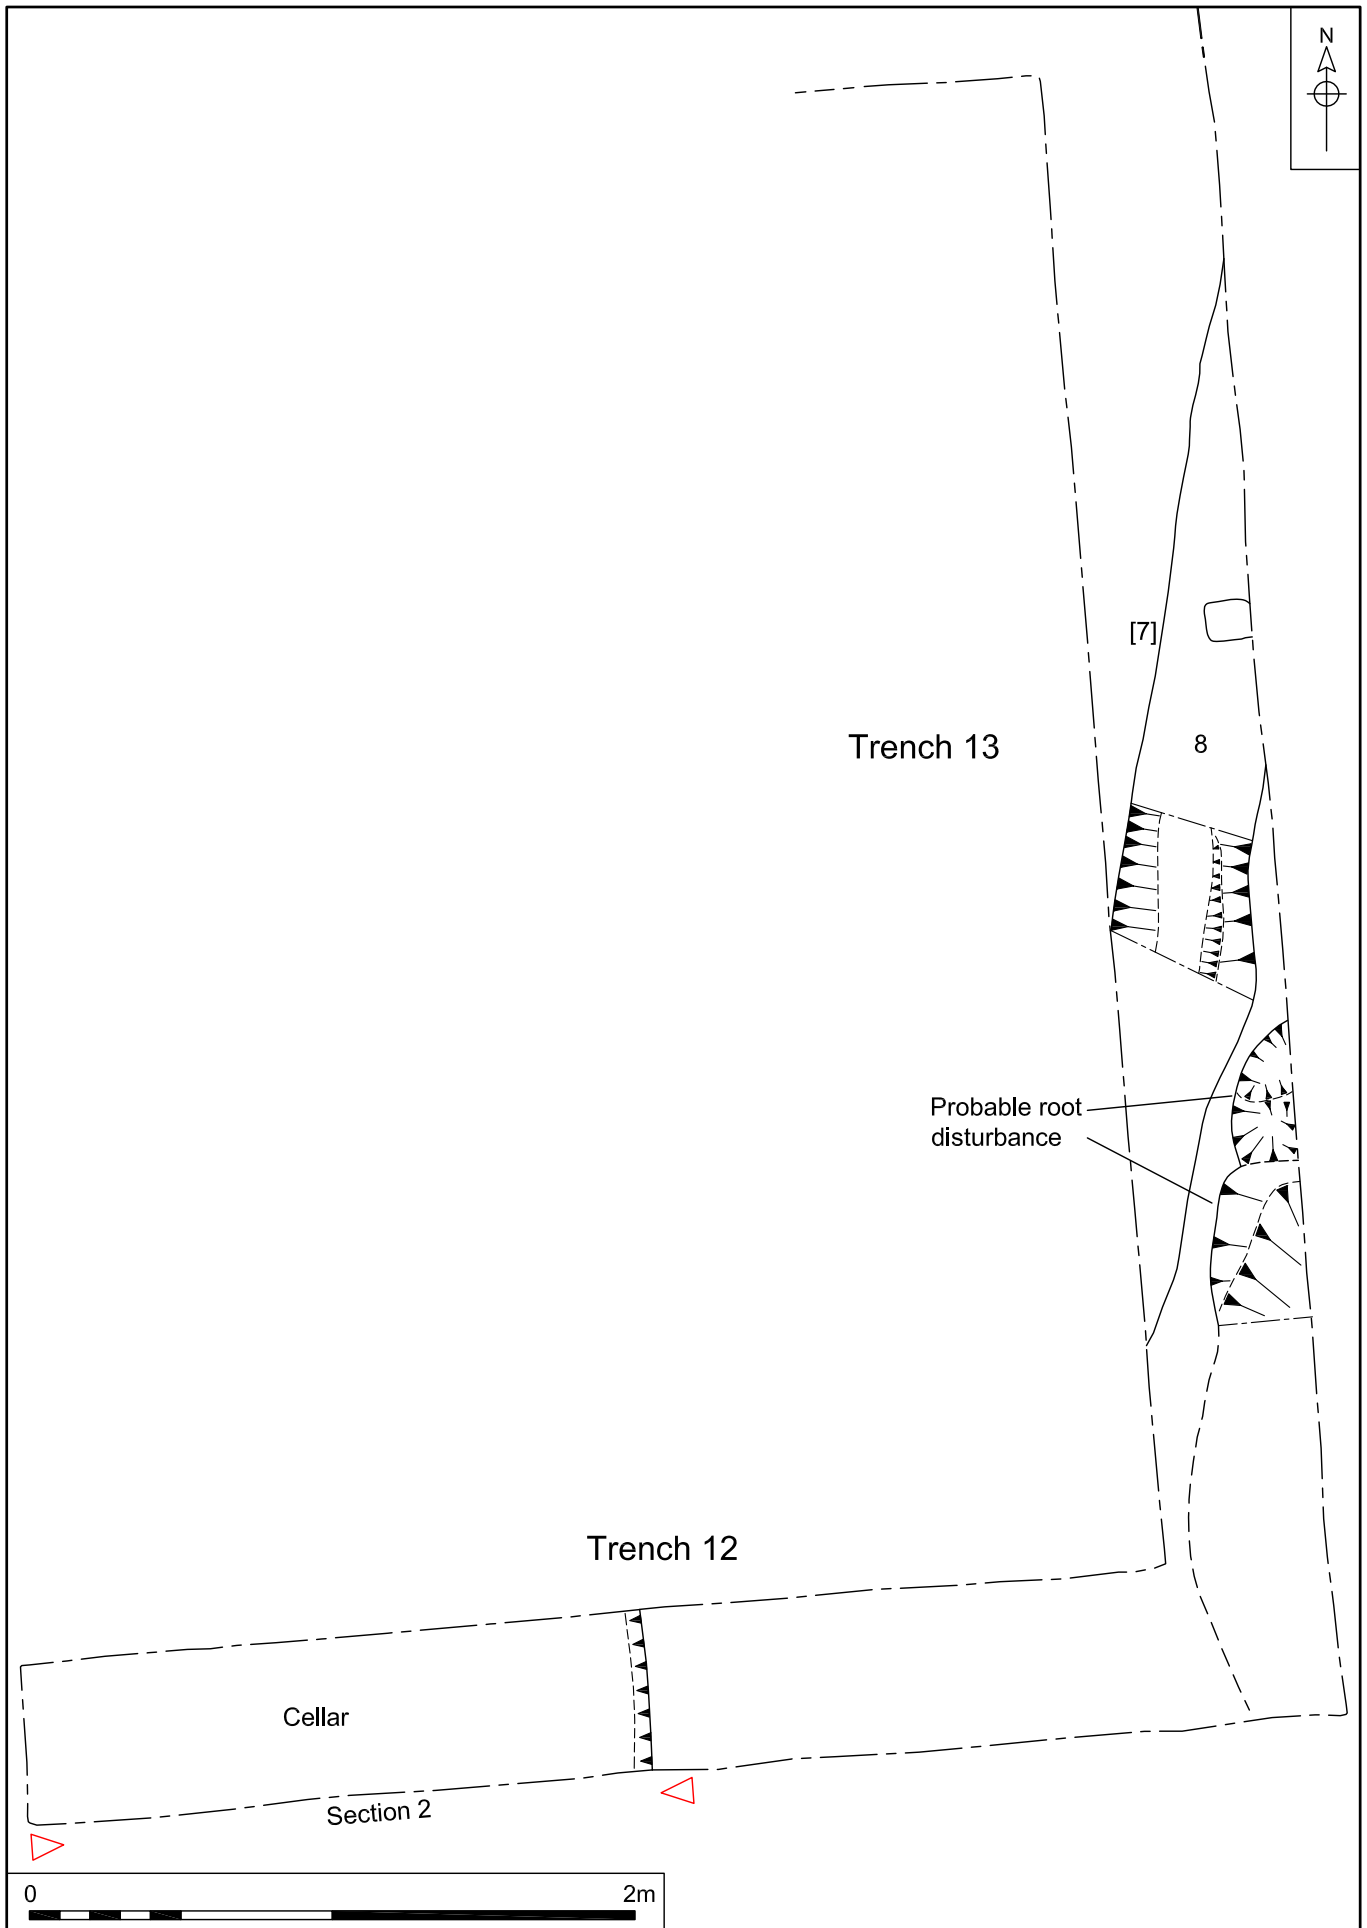 N
[7]
Trench 13
8
Probable root
disturbance
Trench 12
Cellar
Section 2
0 2m